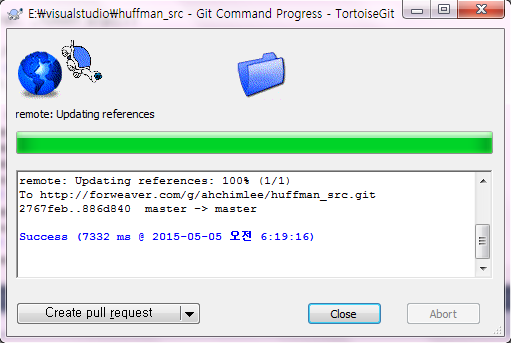 E:₩visualstudio₩huffman_src - Git Command Progress - TortoiseGit
remote: Updating references
remote: Updating references: 100% (1/1)
To http://forweaver.com/g/ahchimlee/huffman_src.git
2767feb..886d840  master -> master
Success (7332 ms @ 2015-05-05 오전 6:19:16)
Create pull request
Close
Abort